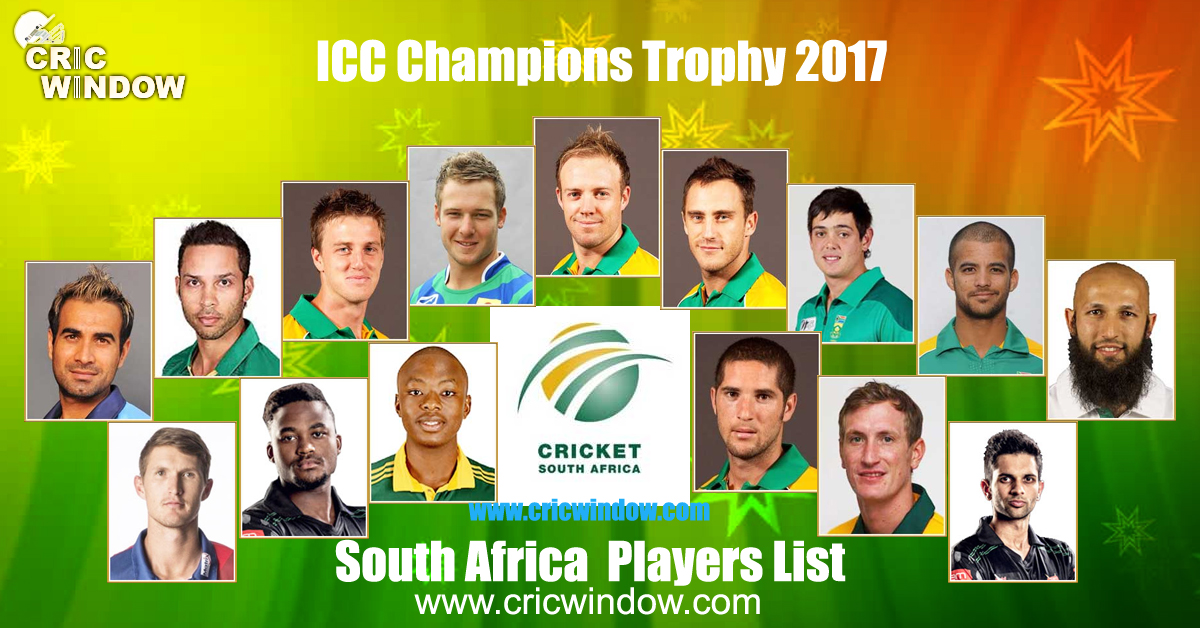 CRIC
WINDOW
ICC Champions Trophy 2017
CRICKET
SOUTH AFRICA
www.cricwindow.com
South Africa Players List
www.cricwindow.com